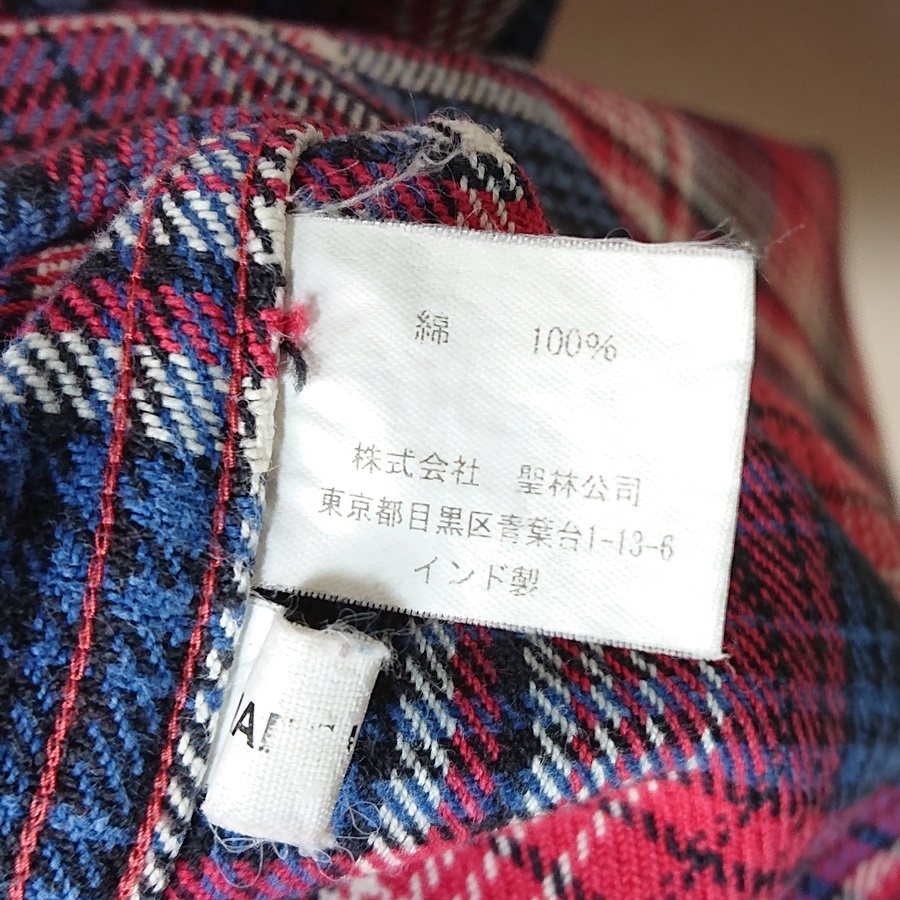 綿 100%
株式会社 聖林公司
東京都目黒区青葉台1-13-6
インド製